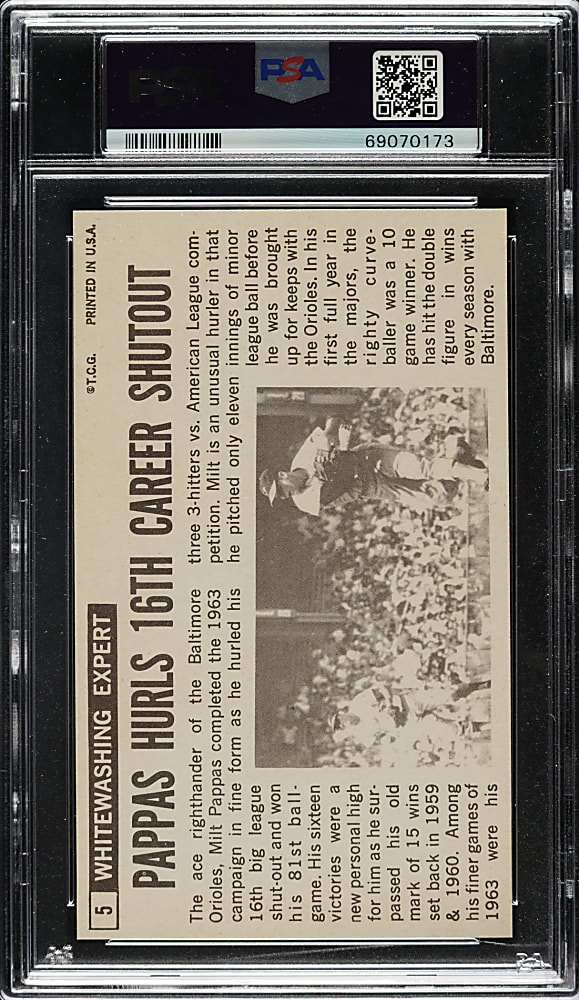 PSA
69070173
5 WHITEWASHING EXPERT
©T.C.G. PRINTED IN U.S.A.
PAPPAS HURLS 16TH CAREER SHUTOUT
The ace righthander of the Baltimore
Orioles, Milt Pappas completed the 1963
campaign in fine form as he hurled his
16th big league
shut-out and won
his 81st ball-
game. His sixteen
victories were a
new personal high
for him as he sur-
passed his old
mark of 15 wins
set back in 1959
& 1960. Among
his finer games of
1963 were his
three 3-hitters vs. American League com-
petition. Milt is an unusual hurler in that
he pitched only eleven innings of minor
league ball before
he was brought
up for keeps with
the Orioles. In his
first full year in
the majors, the
righty curve-
baller was a 10
game winner. He
has hit the double
figure in wins
every season with
Baltimore.